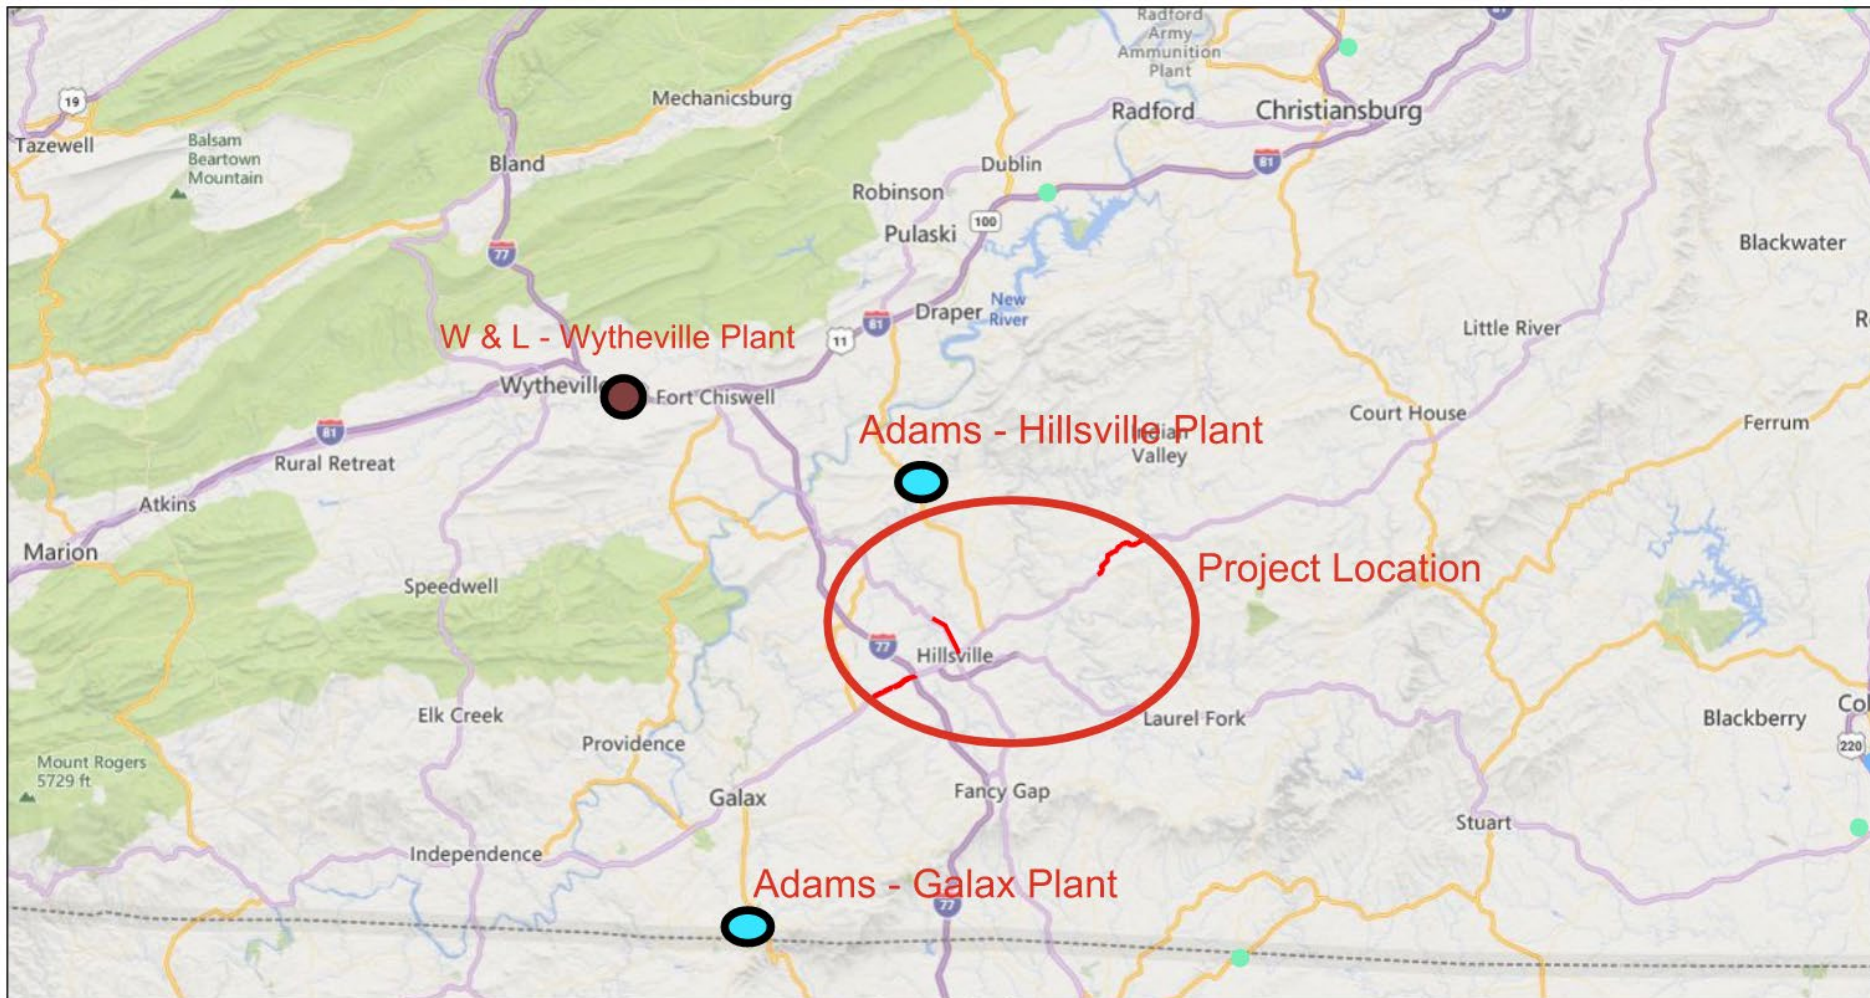 Radford
Army
Ammunition
Plant
81
19
Tazewell
Mechanicsburg
Radford
Christiansburg
Balsam
Beartown
Mountain
Bland
Dublin
81
Robinson
100
Pulaski
77
Blackwater
New
River
Draper
81
Little River
R
W & L - Wytheville Plant
11
Wytheville
Fort Chiswell
Court House
Ferrum
81
Adams - Hillsville Plant
Indian
Valley
Rural Retreat
Atkins
Marion
Speedwell
Project Location
77
Hillsville
Elk Creek
Laurel Fork
Blackberry
Col
220
Providence
Mount Rogers
5729 ft
Galax
Fancy Gap
Stuart
Independence
Adams - Galax Plant
77